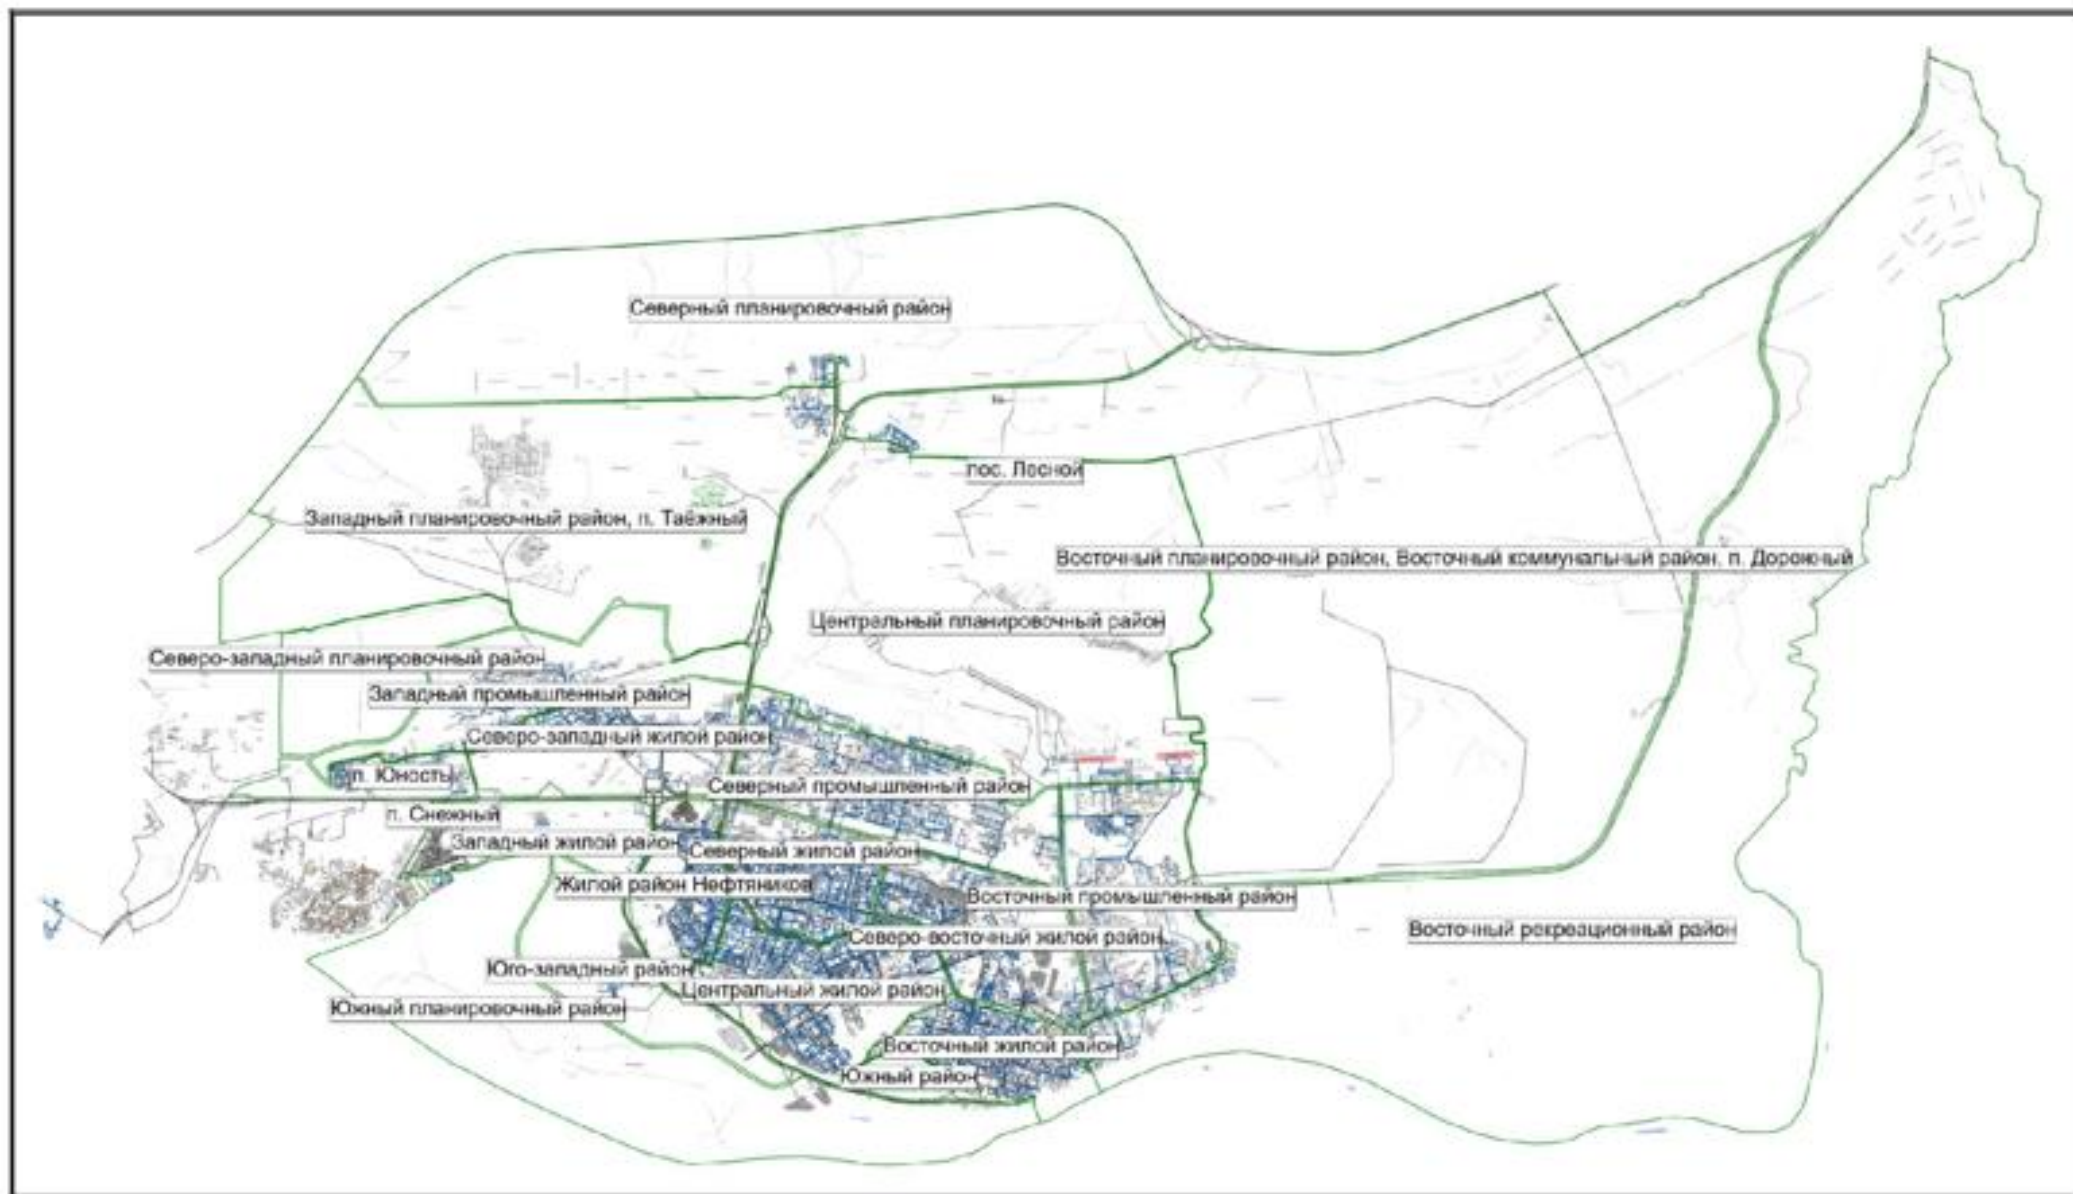 Северный планировочный район
пос. Лесной
Западный планировочный район, п. Таёжный
Восточный планировочный район, Восточный коммунальный район, п. Дорожный
Центральный планировочный район
Северо-западный планировочный район
Западный промышленный район
Северо-западный жилой район
п. Юность
Северный промышленный район
п. Снежный
Западный жилой район
Северный жилой район
Жилой район Нефтяников
Восточный промышленный район
Восточный рекреационный район
Северо-восточный жилой район
Юго-западный район
Центральный жилой район
Южный планировочный район
Восточный жилой район
Южный район